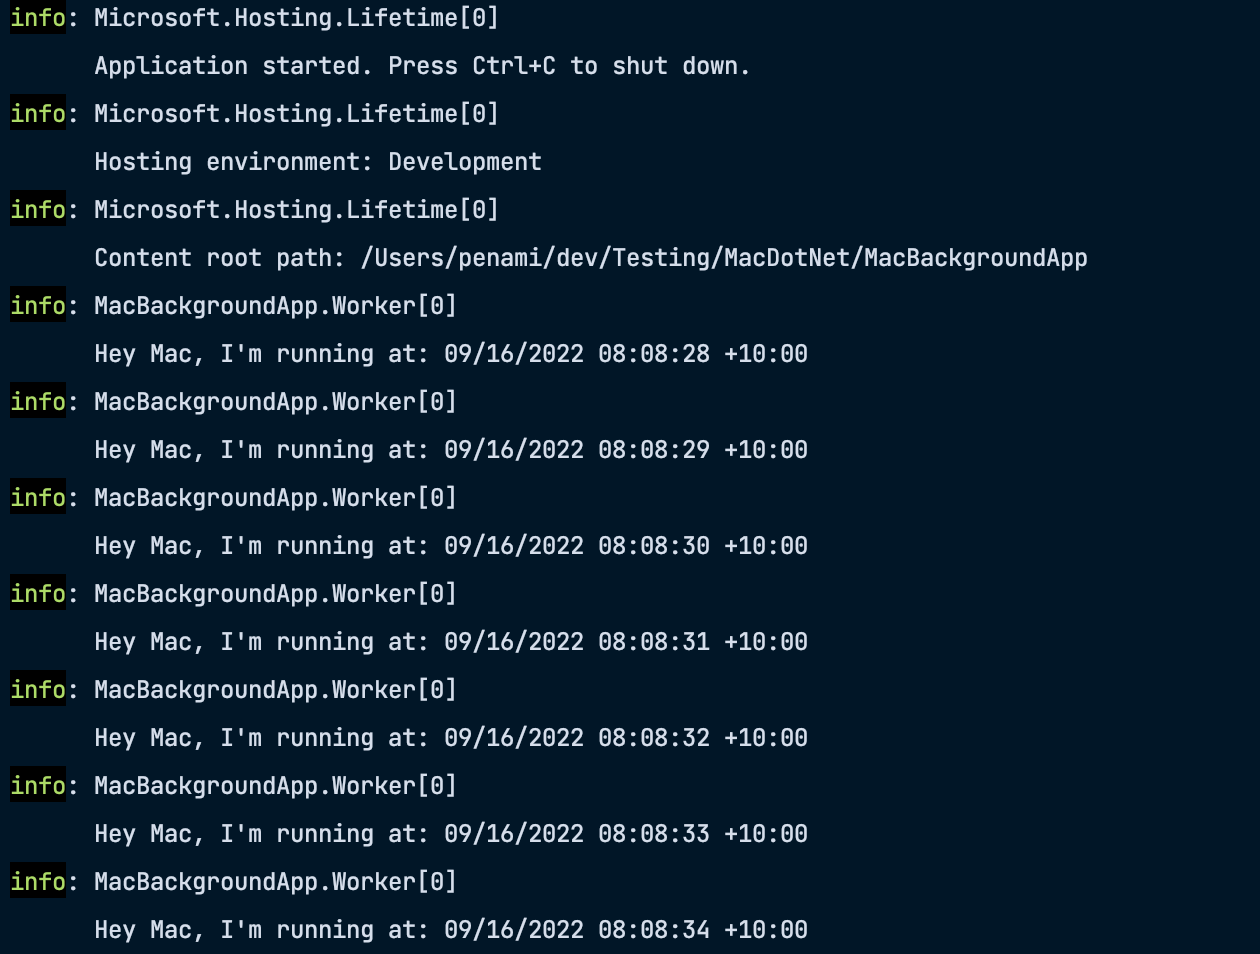 info: Microsoft.Hosting.Lifetime[0]
Application started. Press Ctrl+C to shut down.
info: Microsoft.Hosting.Lifetime[0]
Hosting environment: Development
info: Microsoft.Hosting.Lifetime[0]
Content root path: /Users/penami/dev/Testing/MacDotNet/MacBackgroundApp
info: MacBackgroundApp.Worker[0]
Hey Mac, I'm running at: 09/16/2022 08:08:28 +10:00
info: MacBackgroundApp.Worker[0]
Hey Mac, I'm running at: 09/16/2022 08:08:29 +10:00
info: MacBackgroundApp.Worker[0]
Hey Mac, I'm running at: 09/16/2022 08:08:30 +10:00
info: MacBackgroundApp.Worker[0]
Hey Mac, I'm running at: 09/16/2022 08:08:31 +10:00
info: MacBackgroundApp.Worker[0]
Hey Mac, I'm running at: 09/16/2022 08:08:32 +10:00
info: MacBackgroundApp.Worker[0]
Hey Mac, I'm running at: 09/16/2022 08:08:33 +10:00
info: MacBackgroundApp.Worker[0]
Hey Mac, I'm running at: 09/16/2022 08:08:34 +10:00